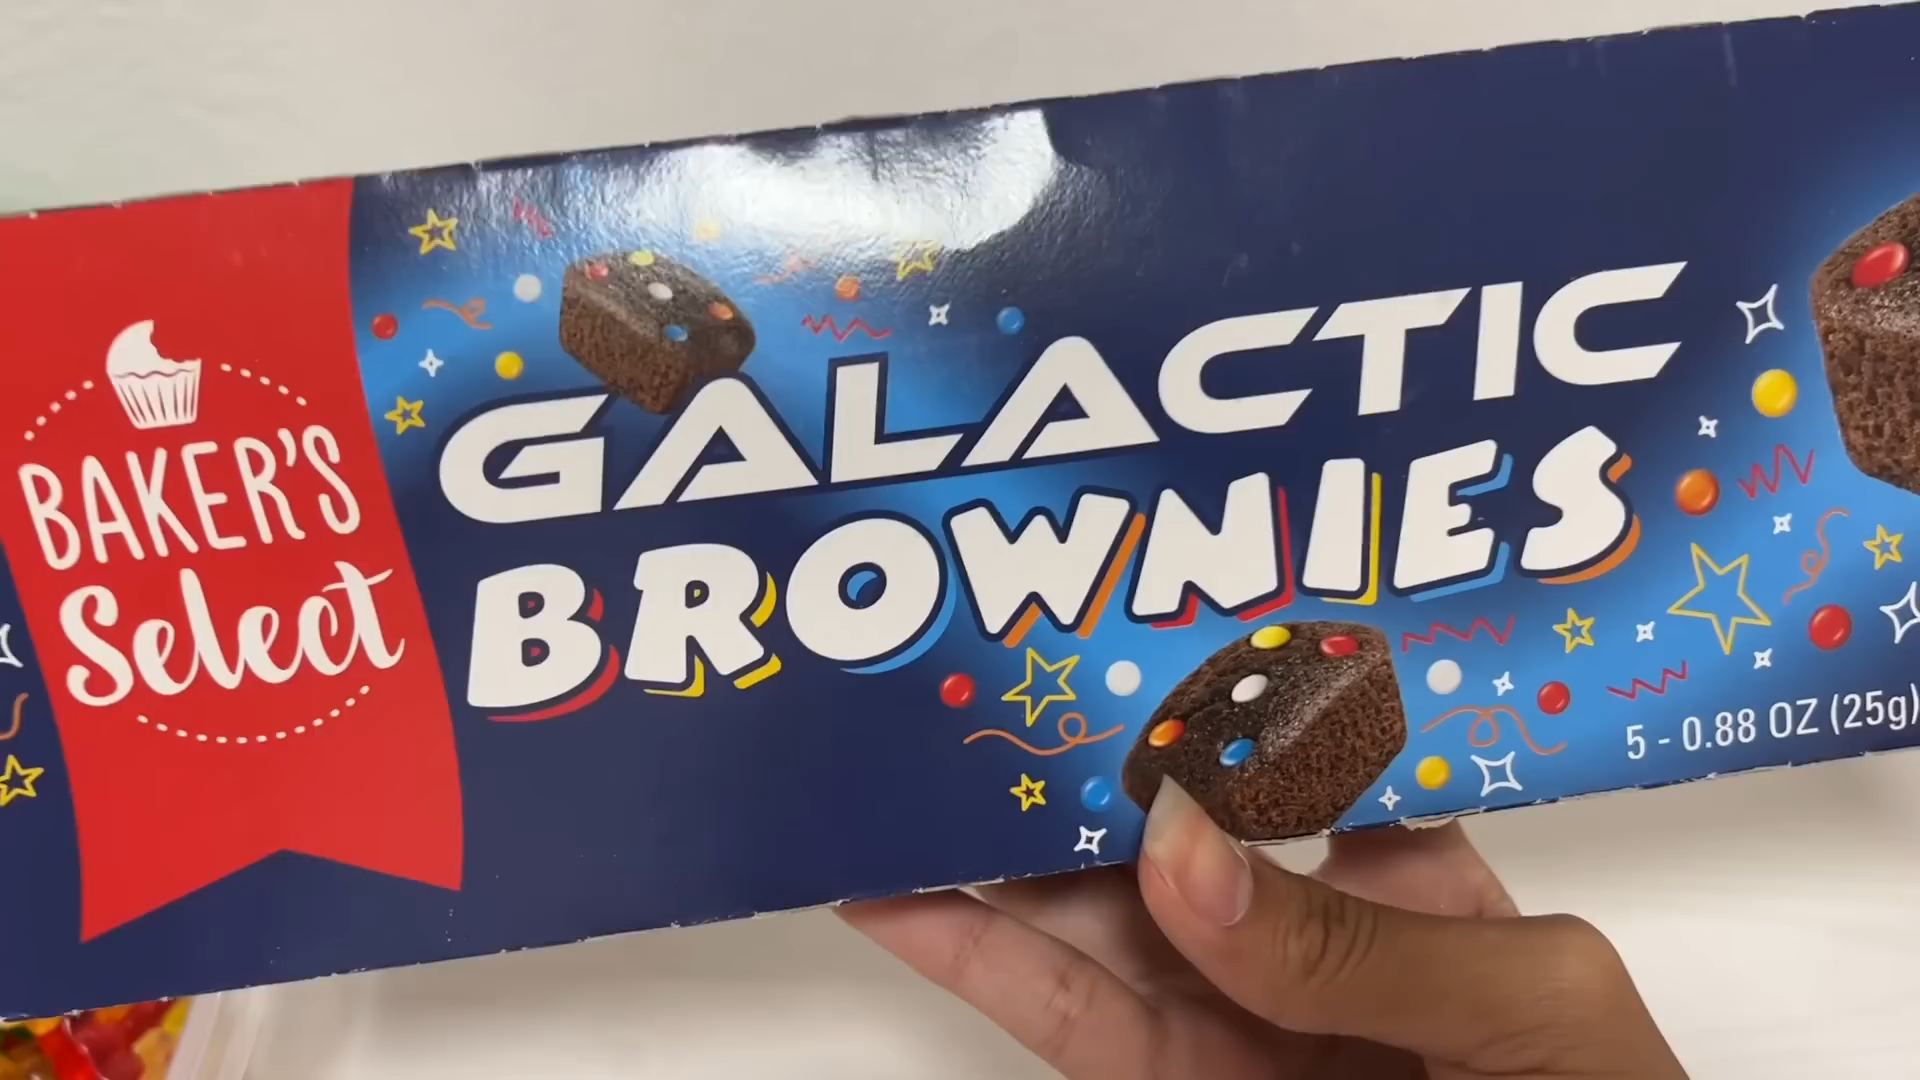 BAKER'S
Select
GALACTIC
BROWNIES
5 - 0.88 OZ (25g)